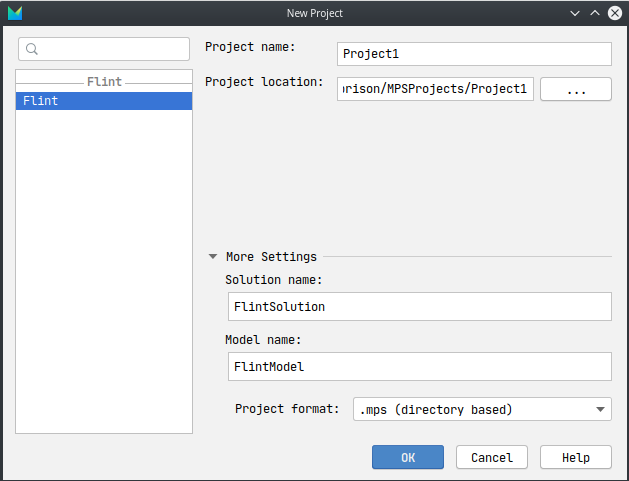 New Project
Flint
Flint
Project name:
Project1
Project location:
rison/MPSProjects/Project1
...
More Settings
Solution name:
FlintSolution
Model name:
FlintModel
Project format:
.mps (directory based)
OK
Cancel
Help